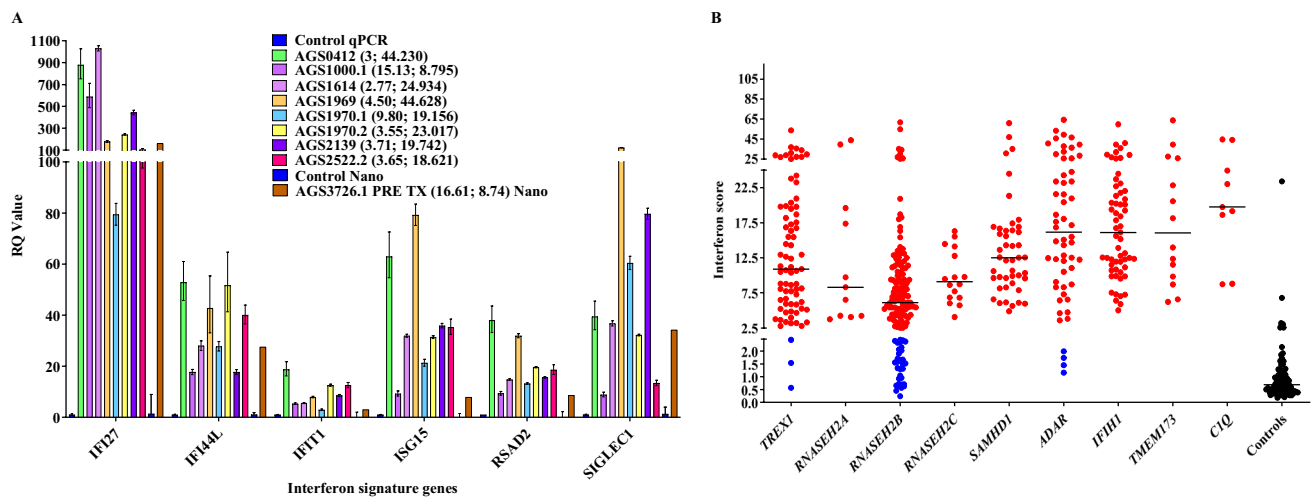 A
1100
900
700
500
300
100
100
80
60
40
20
0
RQ Value
Control qPCR
AGS0412 (3; 44.230)
AGS1000.1 (15.13; 8.795)
AGS1614 (2.77; 24.934)
AGS1969 (4.50; 44.628)
AGS1970.1 (9.80; 19.156)
AGS1970.2 (3.55; 23.017)
AGS2139 (3.71; 19.742)
AGS2522.2 (3.65; 18.621)
Control Nano
AGS3726.1 PRE TX (16.61; 8.74) Nano
IFI27
IFI44L
IFIT1
ISG15
RSAD2
SIGLEC1
Interferon signature genes
B
105
85
65
45
25
22.5
17.5
12.5
7.5
2.5
2.0
1.5
1.0
0.5
0.0
Interferon score
TREX1
RNASEH2A
RNASEH2B
RNASEH2C
SAMHD1
ADAR
IFIH1
TMEM173
C1Q
Controls